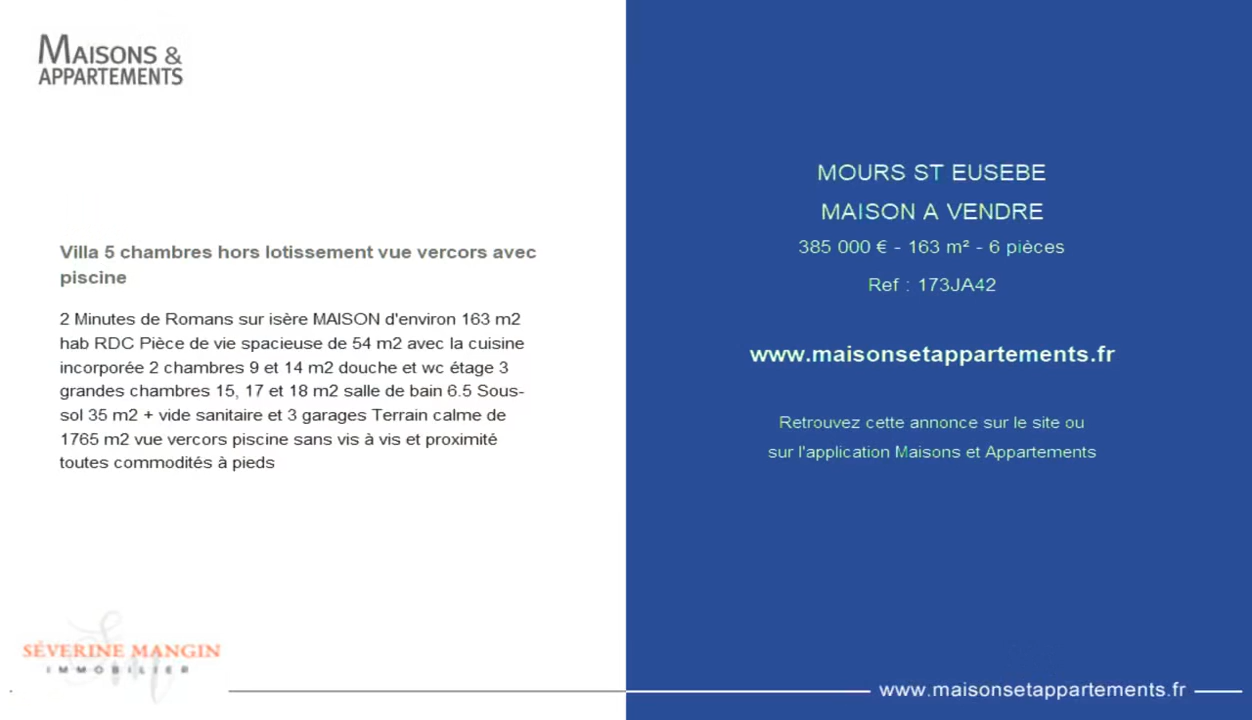 MAISONS &
APPARTEMENTS
Villa 5 chambres hors lotissement vue vercors avec
piscine
2 Minutes de Romans sur isère MAISON d'environ 163 m2
hab RDC Pièce de vie spacieuse de 54 m2 avec la cuisine
incorporée 2 chambres 9 et 14 m2 douche et wc étage 3
grandes chambres 15, 17 et 18 m2 salle de bain 6.5 Sous-
sol 35 m2 + vide sanitaire et 3 garages Terrain calme de
1765 m2 vue vercors piscine sans vis à vis et proximité
toutes commodités à pieds
SÉVERINE MANGIN
IMMOBILIER
MOURS ST EUSEBE
MAISON A VENDRE
385 000 € - 163 m² - 6 pièces
Ref : 173JA42
www.maisonsetappartements.fr
Retrouvez cette annonce sur le site ou
sur l'application Maisons et Appartements
www.maisonsetappartements.fr